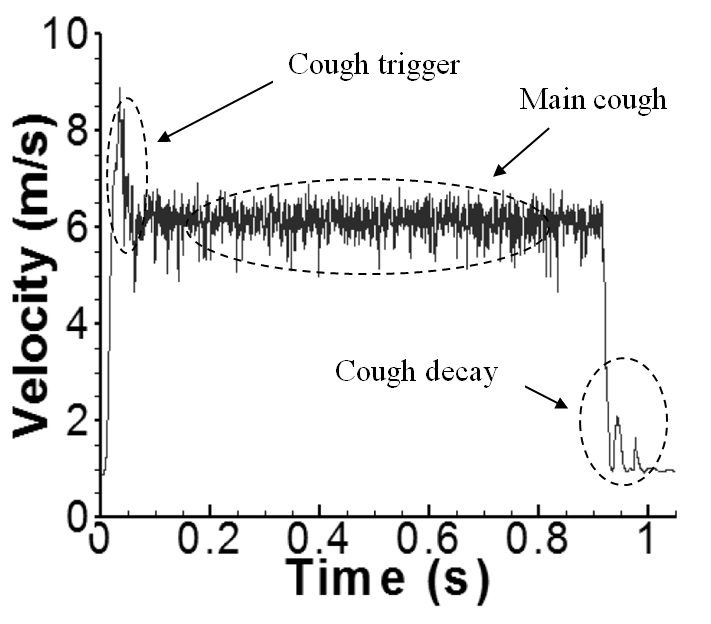 10
Cough trigger
Main cough
8
6
4
Cough decay
2
0
0 0.2 0.4 0.6 0.8 1
Velocity (m/s)
Time (s)